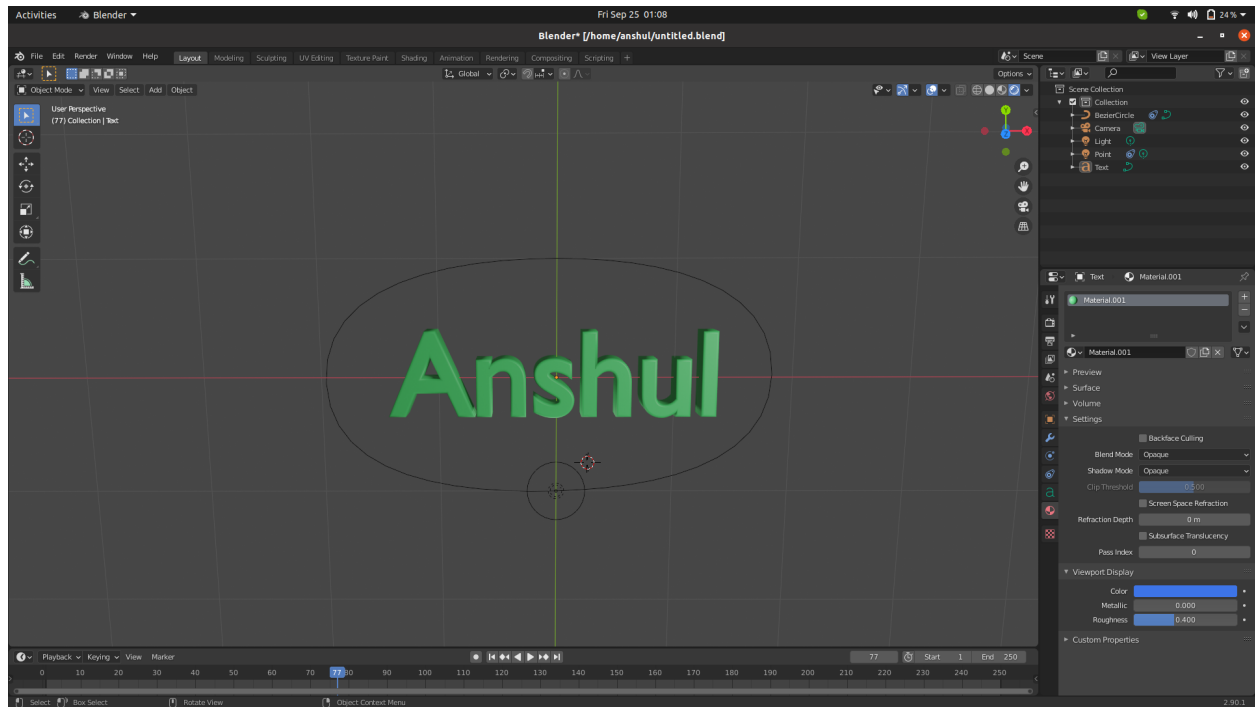 Activities Blender Fri Sep 25 01:08 24 %
Blender* [/home/anshul/untitled.blend]
File Edit Render Window Help Layout Modeling Sculpting UV Editing Texture Paint Shading Animation Rendering Compositing Scripting + Scene View Layer
Global Options
Object Mode View Select Add Object
User Perspective
(77) Collection | Text
Y
X
Z
Scene Collection
Collection
BezierCircle
Camera
Light
Point
Text
Anshul
Text Material.001
Material.001
Material.001
Preview
Surface
Volume
Settings
Backface Culling
Blend Mode Opaque
Shadow Mode Opaque
Clip Threshold 0.500
Screen Space Refraction
Refraction Depth 0 m
Subsurface Translucency
Pass Index 0
Viewport Display
Color
Metallic 0.000
Roughness 0.400
Custom Properties
Playback Keying View Marker 77 Start 1 End 250
0 10 20 30 40 50 60 70 77 80 90 100 110 120 130 140 150 160 170 180 190 200 210 220 230 240 250
Select Box Select Rotate View Object Context Menu 2.90.1